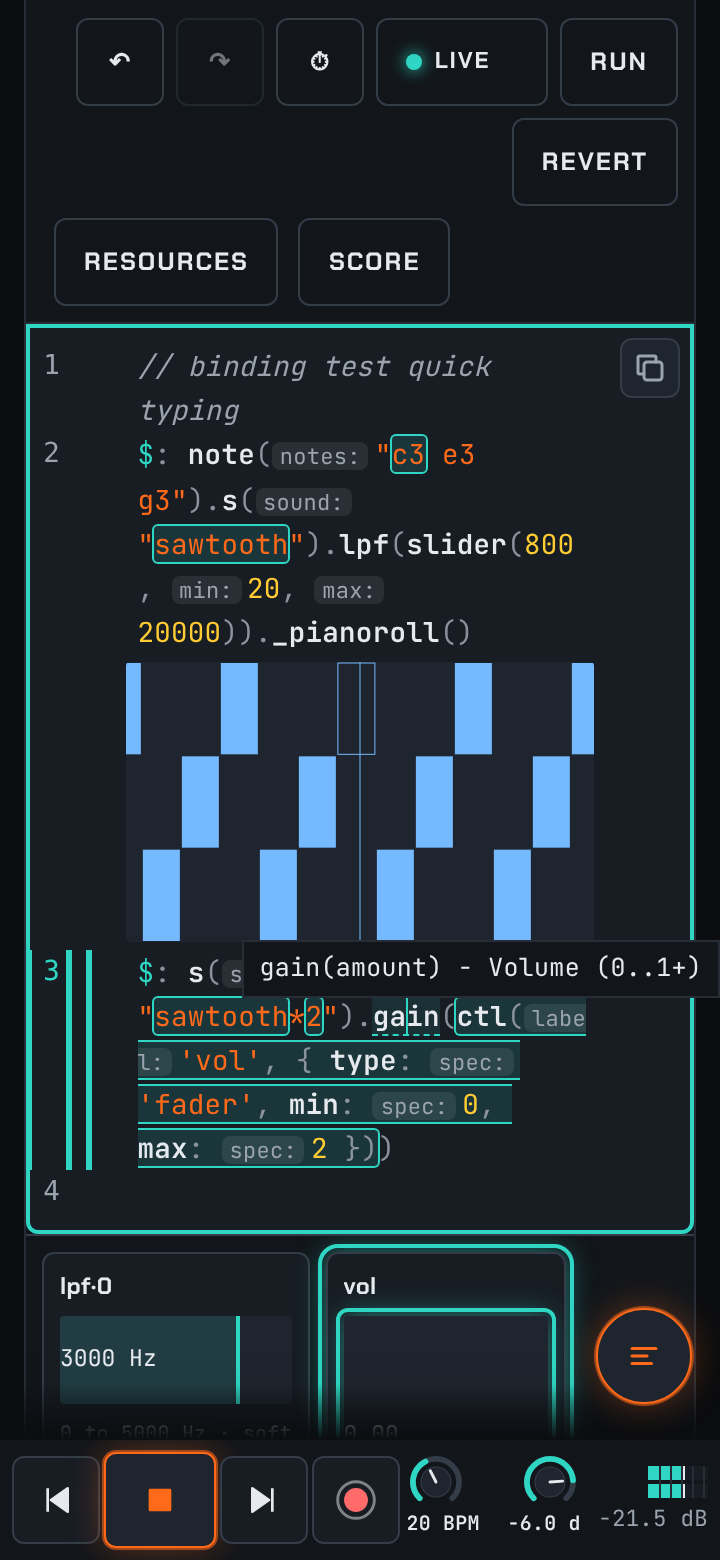 LIVE
RUN
REVERT
RESOURCES
SCORE
1 // binding test quick
typing
2 $: note(notes: "c3 e3
g3").s(sound:
"sawtooth").lpf(slider(800
, min: 20, max:
20000))._pianoroll()
3 $: s(s
gain(amount) - Volume (0..1+)
"sawtooth*2").gain(ctl(labe
l: 'vol', { type: spec:
'fader', min: spec: 0,
max: spec: 2 }))
4
lpf·0
vol
3000 Hz
0 to 5000 Hz · soft
0.00
20 BPM
-6.0 d
-21.5 dB